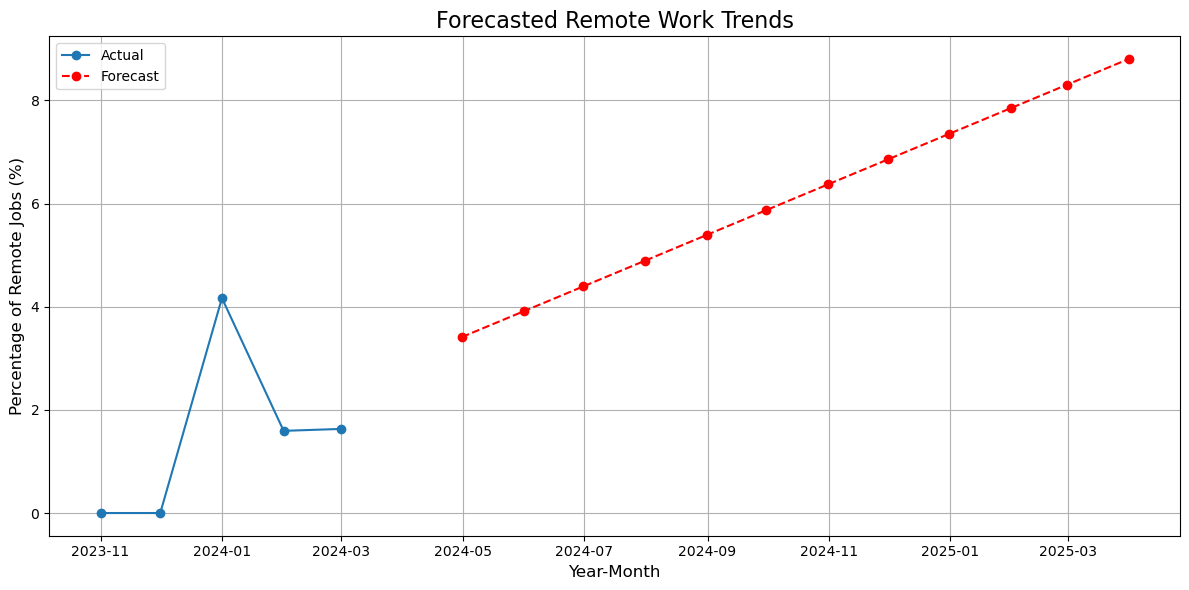 Forecasted Remote Work Trends
Actual
Forecast
Percentage of Remote Jobs (%)
8
6
4
2
0
2023-11 2024-01 2024-03 2024-05 2024-07 2024-09 2024-11 2025-01 2025-03
Year-Month